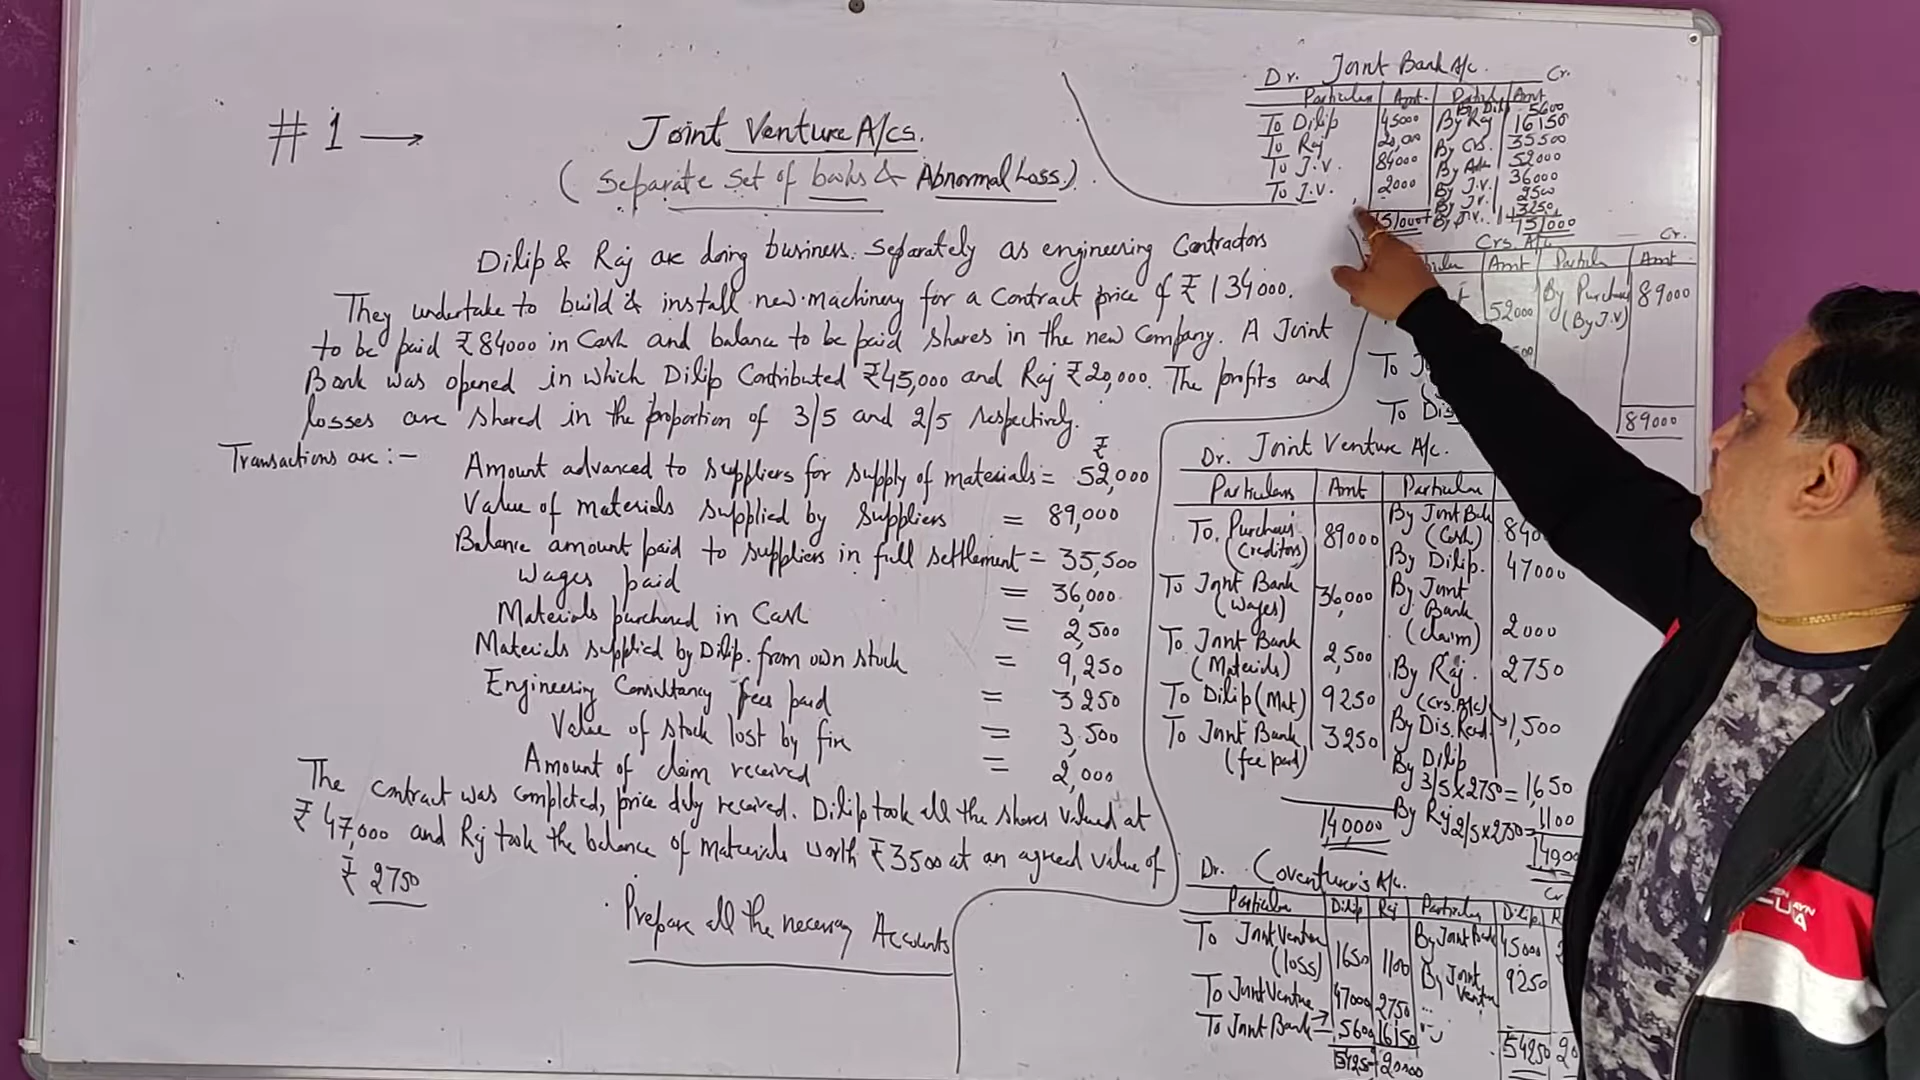 #1 →
Joint Venture A/cs.
(Separate Set of books & Abnormal Loss).
Dilip & Raj are doing business. Separately as engineering Contractors
They undertake to build & install new machinery for a Contract price of ₹ 134000.
to be paid ₹84000 in Cash and balance to be paid shares in the new Company. A Joint
Bank was opened in which Dilip Contributed ₹45,000 and Raj ₹20,000. The profits and
losses are shared in the proportion of 3/5 and 2/5 respectively.
Transactions are :-
₹
Amount advanced to suppliers for supply of materials = 52,000
Value of materials supplied by suppliers = 89,000
Balance amount paid to suppliers in full settlement = 35,500
Wages paid = 36,000
Materials purchased in Cash = 2,500
Materials supplied by Dilip. from own stock = 9,250
Engineering Consultancy fees paid = 3250
Value of stock lost by fire = 3,500
Amount of claim received = 2,000
The contract was completed, price duly received. Dilip took all the shares valued at
₹ 47,000 and Raj took the balance of materials worth ₹3500 at an agreed value of
₹ 2750
Prepare all the necessary Accounts
Dr. Joint Bank A/c. Cr.
Particulars Amt. Amt
By Dilip 5600
To Dilip 45000 By Raj 16150
To Raj 20,000 By Crs. 35500
To J.V. 84000 52000
To J.V. 2000 By J.V. 36000
By J.V. 2500
By J.V. 3250
151000 151000
Crs. A/c Cr.
Amt Particulars Amt
52000 By Purchases 89000
(By J.V)
To
To Dis
89000
Dr. Joint Venture A/c.
Particulars Amt Particulars
To. Purchases (Creditors) 89000 By Joint Bank (Cash)
By Dilip. 47000
To Joint Bank (Wages) 36,000 By Joint Bank (Claim) 2000
To Joint Bank (Materials) 2,500 By Raj. 2750
To Dilip (Mat) 9250 (Crs. A/c) By Dis. Recd 1,500
To Joint Bank (fee paid) 3250 By Dilip 3/5 x 2750 = 1,650
By Raj 2/5 x 2750 = 1100
140000
Dr. Coventurer's A/c. Cr
Particulars Dilip Raj Particulars Dilip
To Joint Venture (loss) 1650 1100 By Joint Bank 45000
To Joint Venture 47000 2750 By Joint Venture 9250
To Joint Bank 5600 16150
54250 20000 54250